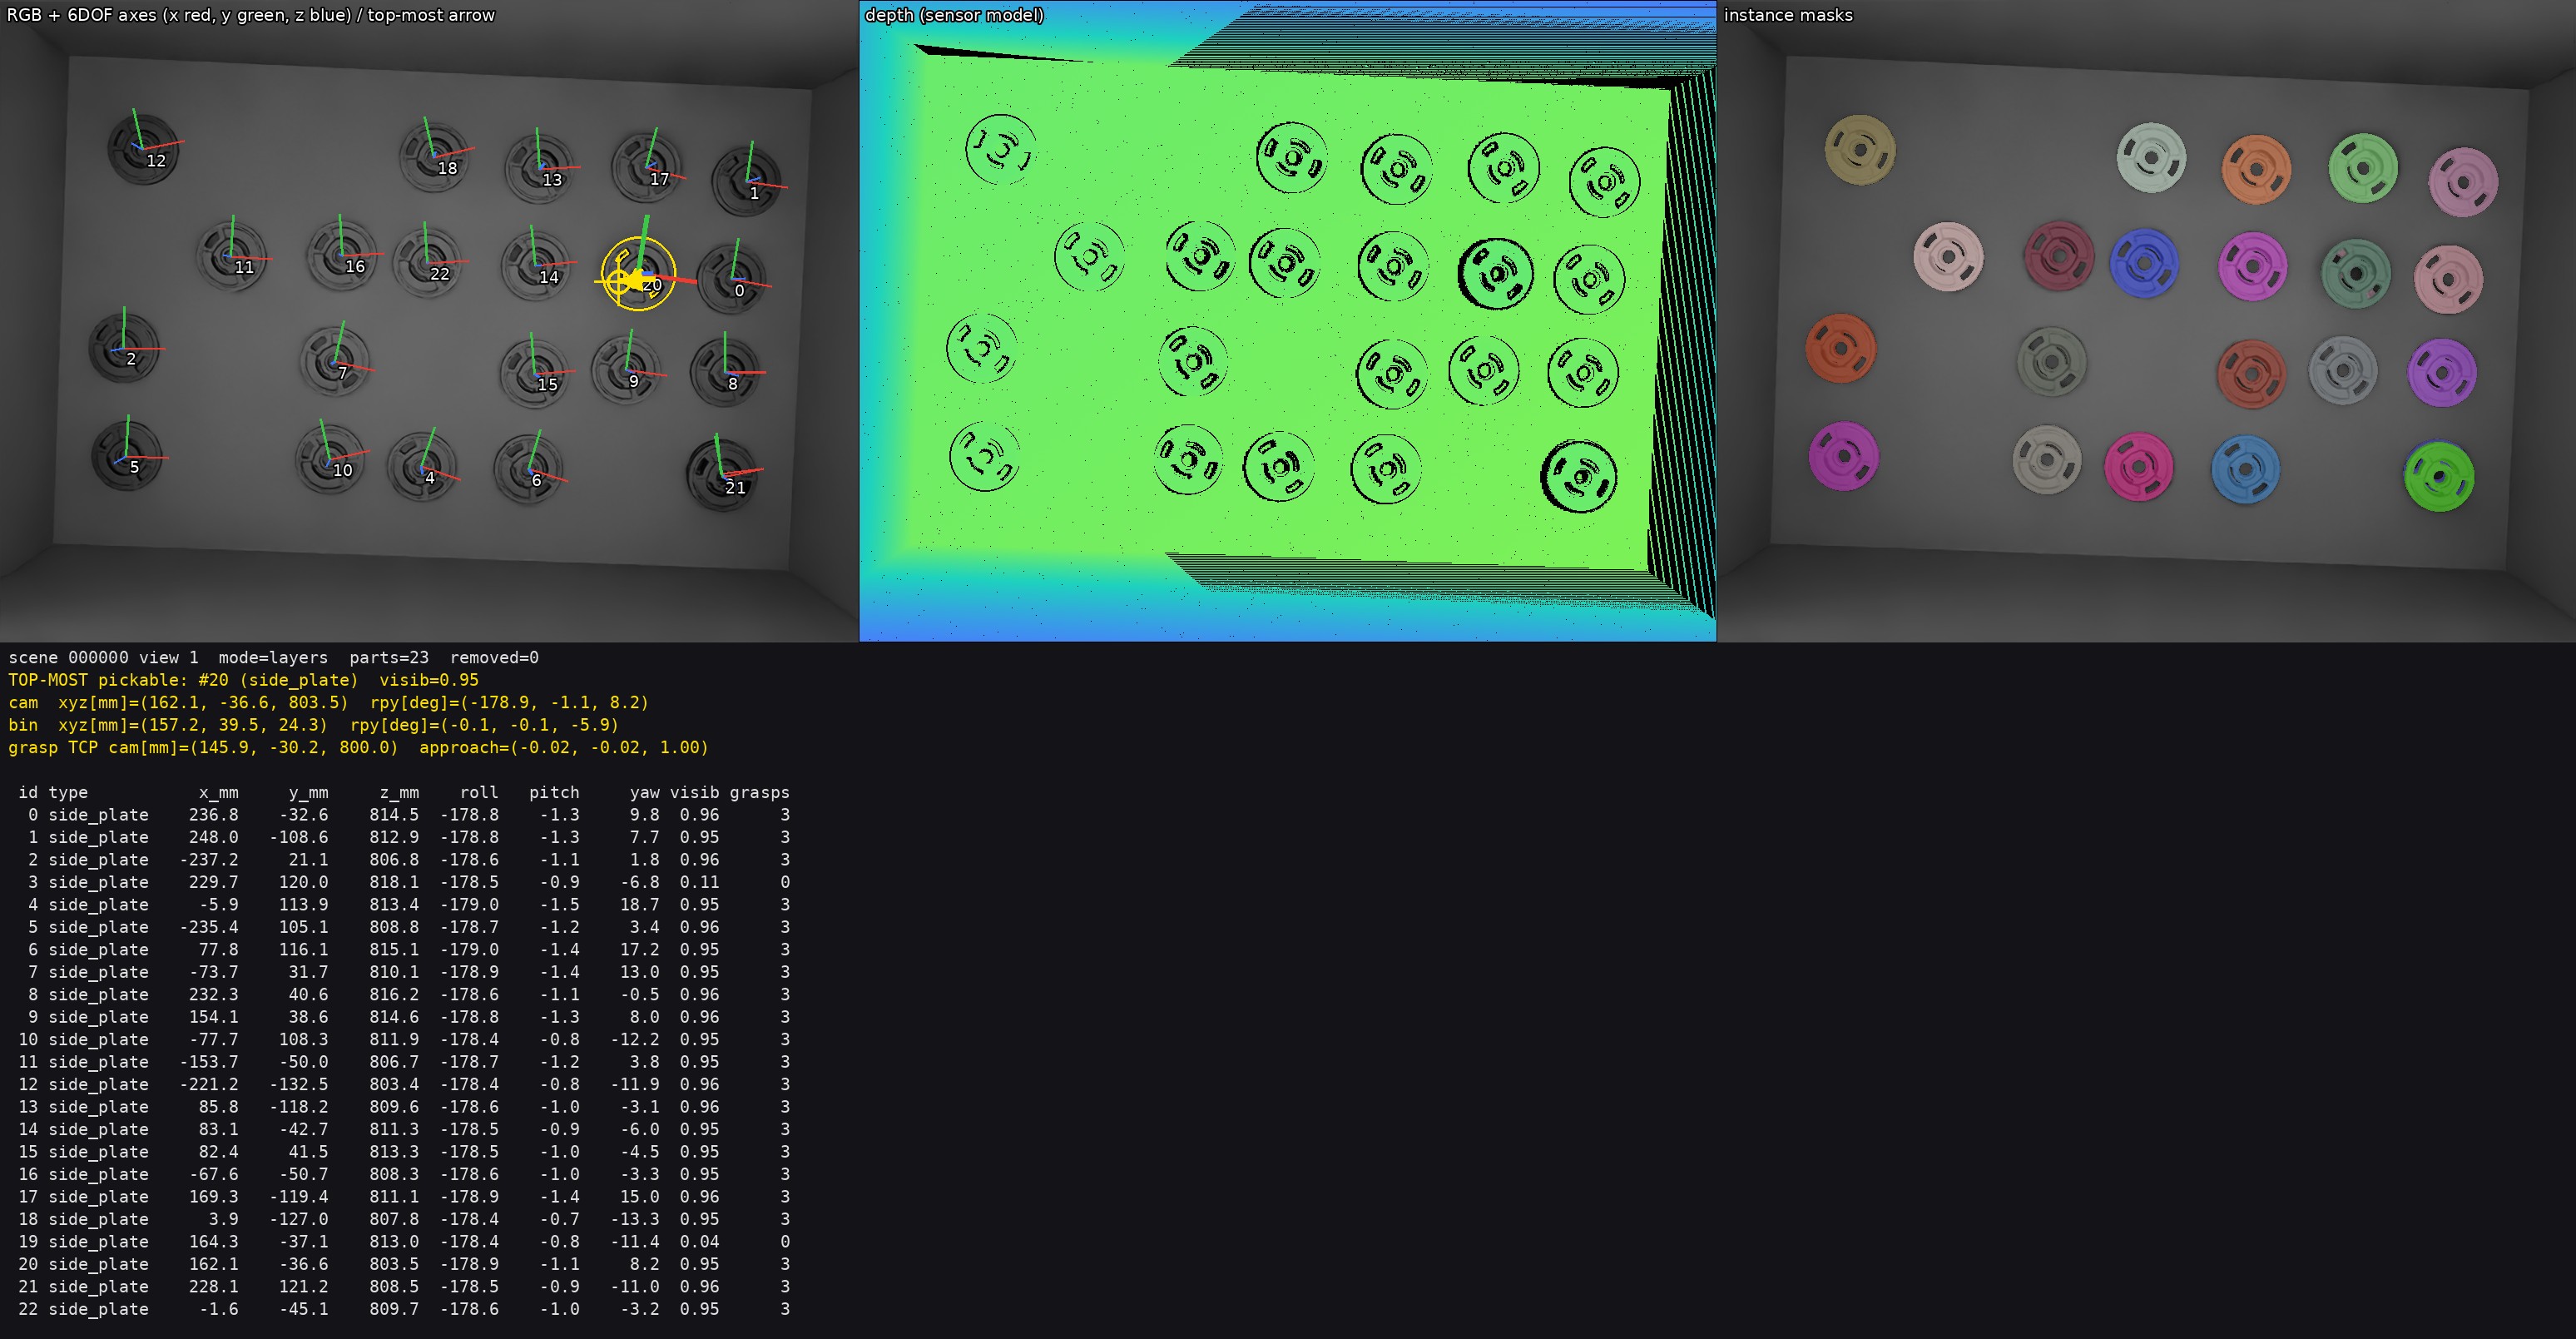 RGB + 6DOF axes (x red, y green, z blue) / top-most arrow
depth (sensor model)
instance masks
12
18
13
17
1
11
16
22
14
20
0
2
7
15
9
8
5
10
4
6
21
scene 000000 view 1  mode=layers  parts=23  removed=0
TOP-MOST pickable: #20 (side_plate)  visib=0.95
cam  xyz[mm]=(162.1, -36.6, 803.5)  rpy[deg]=(-178.9, -1.1, 8.2)
bin  xyz[mm]=(157.2, 39.5, 24.3)  rpy[deg]=(-0.1, -0.1, -5.9)
grasp TCP cam[mm]=(145.9, -30.2, 800.0)  approach=(-0.02, -0.02, 1.00)
id type x_mm y_mm z_mm roll pitch yaw visib grasps
0 side_plate 236.8 -32.6 814.5 -178.8 -1.3 9.8 0.96 3
1 side_plate 248.0 -108.6 812.9 -178.8 -1.3 7.7 0.95 3
2 side_plate -237.2 21.1 806.8 -178.6 -1.1 1.8 0.96 3
3 side_plate 229.7 120.0 818.1 -178.5 -0.9 -6.8 0.11 0
4 side_plate -5.9 113.9 813.4 -179.0 -1.5 18.7 0.95 3
5 side_plate -235.4 105.1 808.8 -178.7 -1.2 3.4 0.96 3
6 side_plate 77.8 116.1 815.1 -179.0 -1.4 17.2 0.95 3
7 side_plate -73.7 31.7 810.1 -178.9 -1.4 13.0 0.95 3
8 side_plate 232.3 40.6 816.2 -178.6 -1.1 -0.5 0.96 3
9 side_plate 154.1 38.6 814.6 -178.8 -1.3 8.0 0.96 3
10 side_plate -77.7 108.3 811.9 -178.4 -0.8 -12.2 0.95 3
11 side_plate -153.7 -50.0 806.7 -178.7 -1.2 3.8 0.95 3
12 side_plate -221.2 -132.5 803.4 -178.4 -0.8 -11.9 0.96 3
13 side_plate 85.8 -118.2 809.6 -178.6 -1.0 -3.1 0.96 3
14 side_plate 83.1 -42.7 811.3 -178.5 -0.9 -6.0 0.95 3
15 side_plate 82.4 41.5 813.3 -178.5 -1.0 -4.5 0.95 3
16 side_plate -67.6 -50.7 808.3 -178.6 -1.0 -3.3 0.95 3
17 side_plate 169.3 -119.4 811.1 -178.9 -1.4 15.0 0.96 3
18 side_plate 3.9 -127.0 807.8 -178.4 -0.7 -13.3 0.95 3
19 side_plate 164.3 -37.1 813.0 -178.4 -0.8 -11.4 0.04 0
20 side_plate 162.1 -36.6 803.5 -178.9 -1.1 8.2 0.95 3
21 side_plate 228.1 121.2 808.5 -178.5 -0.9 -11.0 0.96 3
22 side_plate -1.6 -45.1 809.7 -178.6 -1.0 -3.2 0.95 3